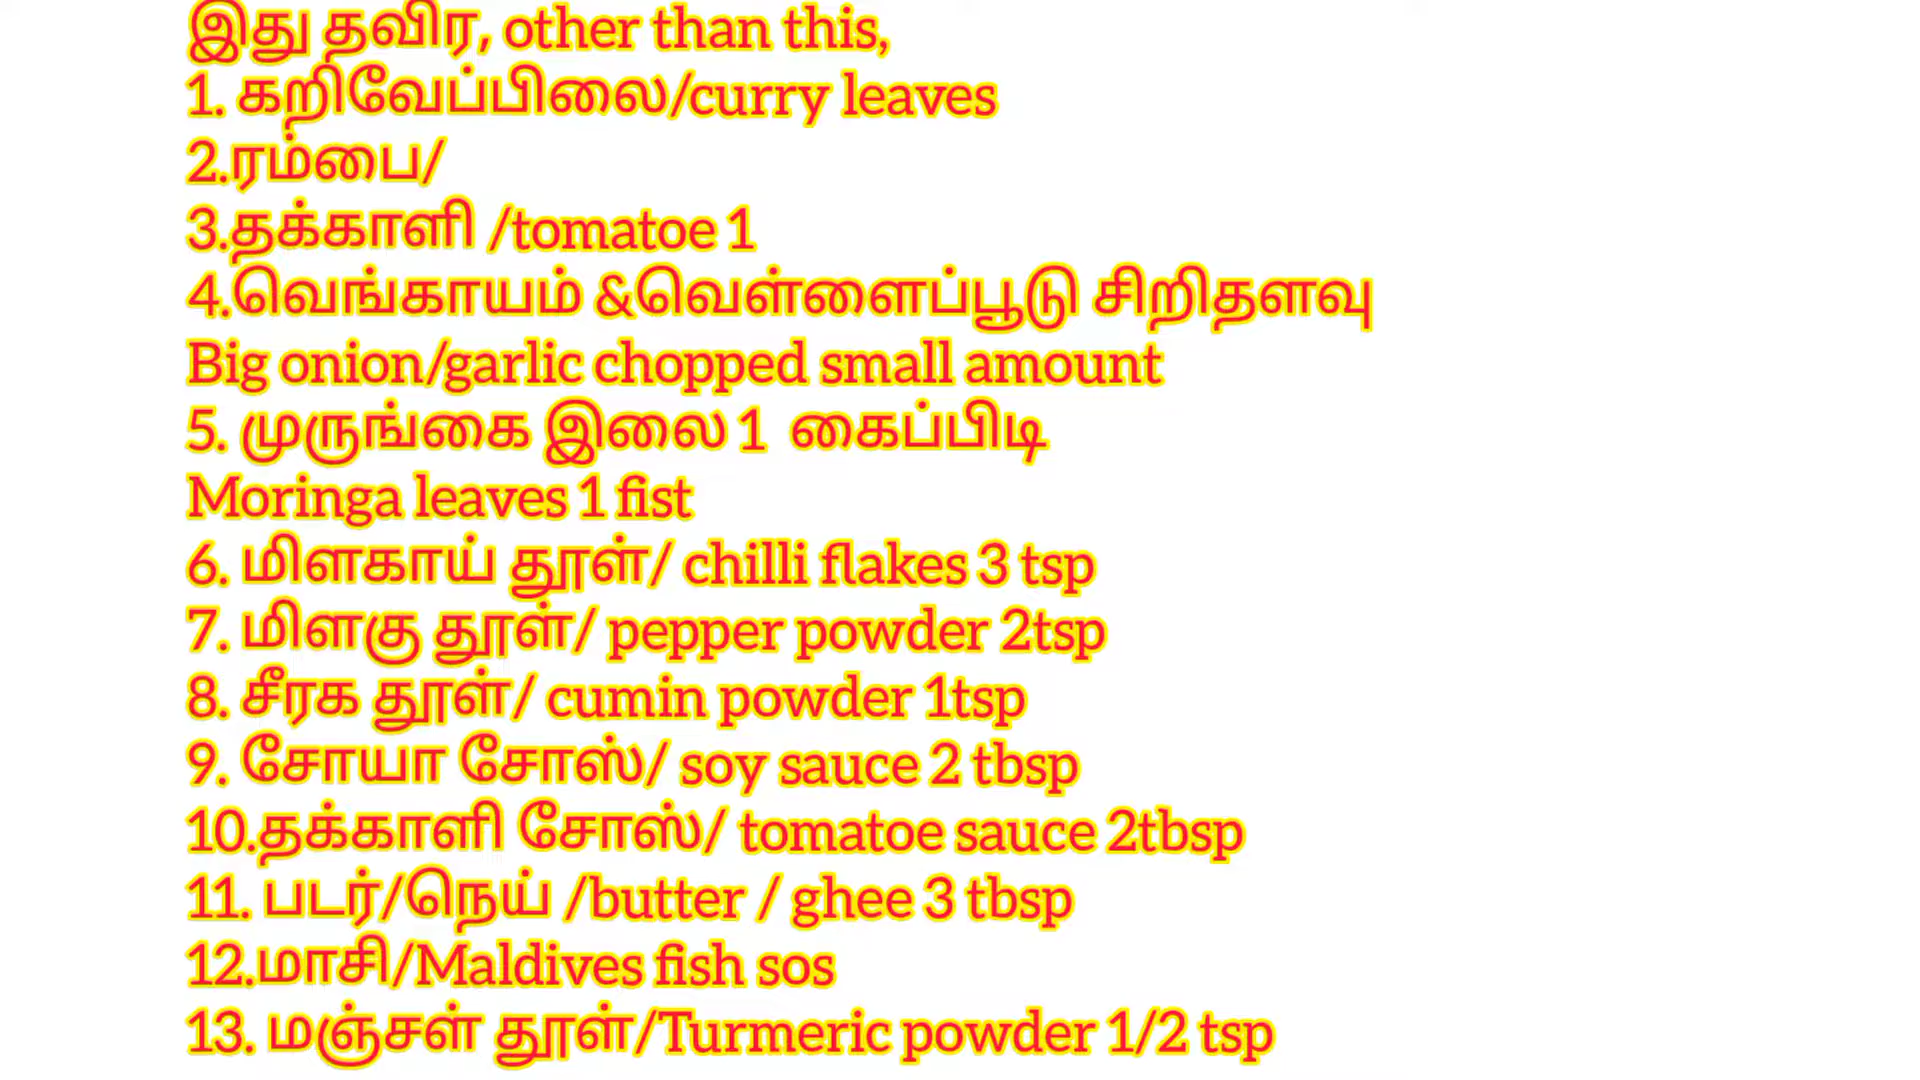 இது தவிர, other than this,
1. கறிவேப்பிலை/curry leaves
2.ரம்பை/
3.தக்காளி /tomatoe 1
4.வெங்காயம் &வெள்ளைப்பூடு சிறிதளவு
Big onion/garlic chopped small amount
5. முருங்கை இலை 1 கைப்பிடி
Moringa leaves 1 fist
6. மிளகாய் தூள்/ chilli flakes 3 tsp
7. மிளகு தூள்/ pepper powder 2tsp
8. சீரக தூள்/ cumin powder 1tsp
9. சோயா சோஸ்/ soy sauce 2 tbsp
10.தக்காளி சோஸ்/ tomatoe sauce 2tbsp
11. படர்/நெய் /butter / ghee 3 tbsp
12.மாசி/Maldives fish sos
13. மஞ்சள் தூள்/Turmeric powder 1/2 tsp